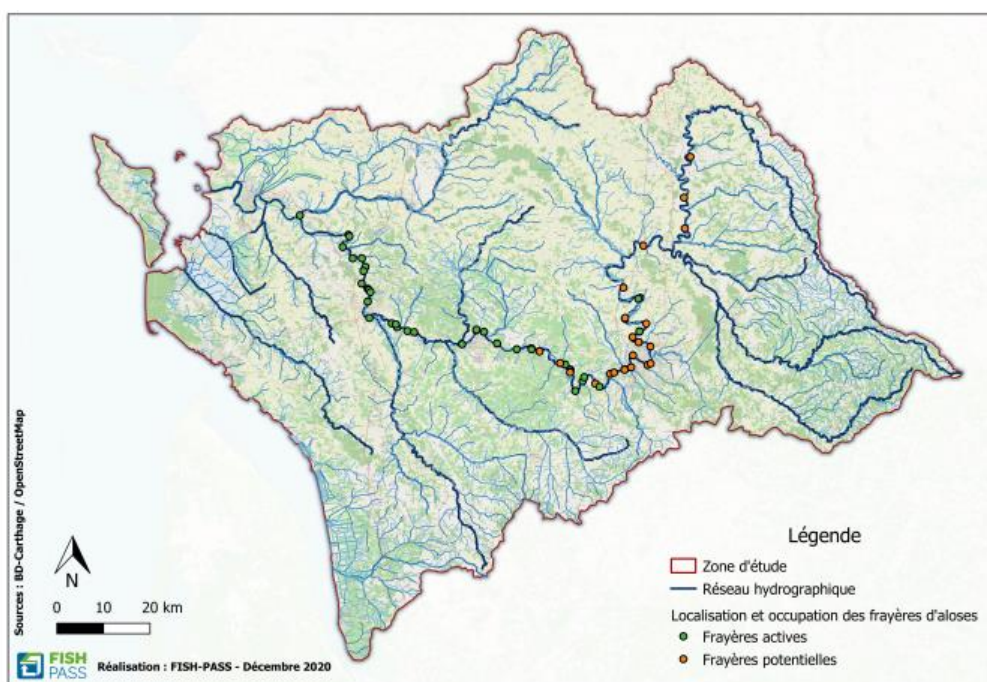 Sources : BD-Carthage / OpenStreetMap
N
0 10 20 km
FISH
PASS
Réalisation : FISH-PASS - Décembre 2020
Légende
Zone d'étude
Réseau hydrographique
Localisation et occupation des frayères d'aloses
Frayères actives
Frayères potentielles